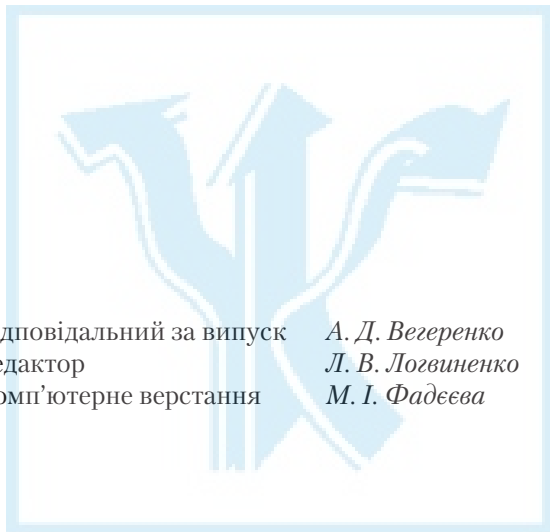 дповідальний за випуск А. Д. Вегеренко
едактор Л. В. Логвиненко
омп’ютерне верстання М. І. Фадєєва